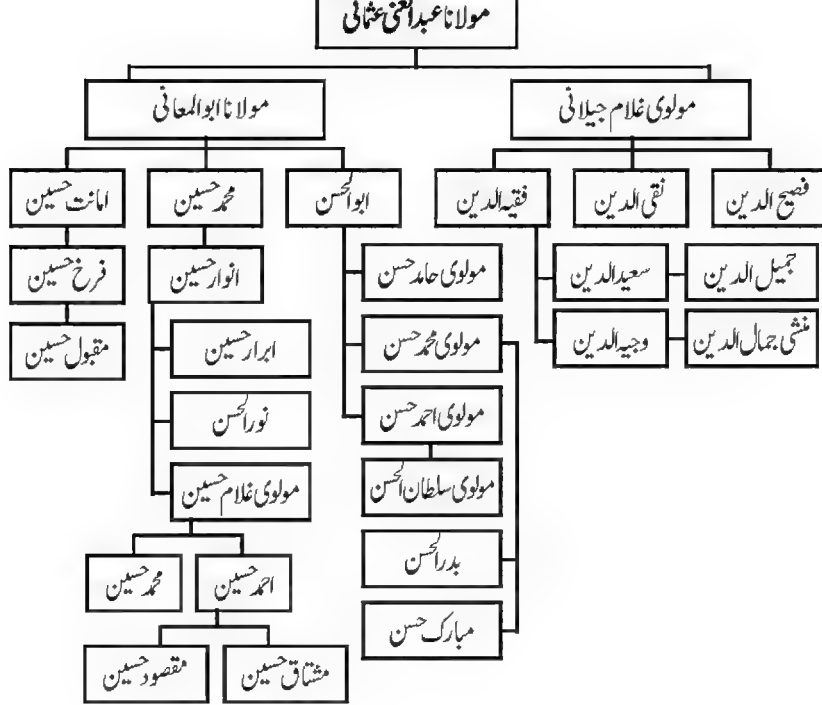 مولانا عبدالغنی عثمانی
مولوی غلام جیلانی
مولانا ابوالمعانی
فصیح الدین
نقی الدین
فقیہ الدین
ابوالحسن
محمد حسین
امانت حسین
جمیل الدین
سعید الدین
مولوی حامد حسن
انوار حسین
فرخ حسین
منشی جمال الدین
وجیہ الدین
مولوی محمد حسن
ابرار حسین
مقبول حسین
مولوی احمد حسن
نورالحسن
مولوی سلطان الحسن
مولوی غلام حسین
بدرالحسن
احمد حسین
محمد حسین
مبارک حسن
مشتاق حسین
مقصود حسین